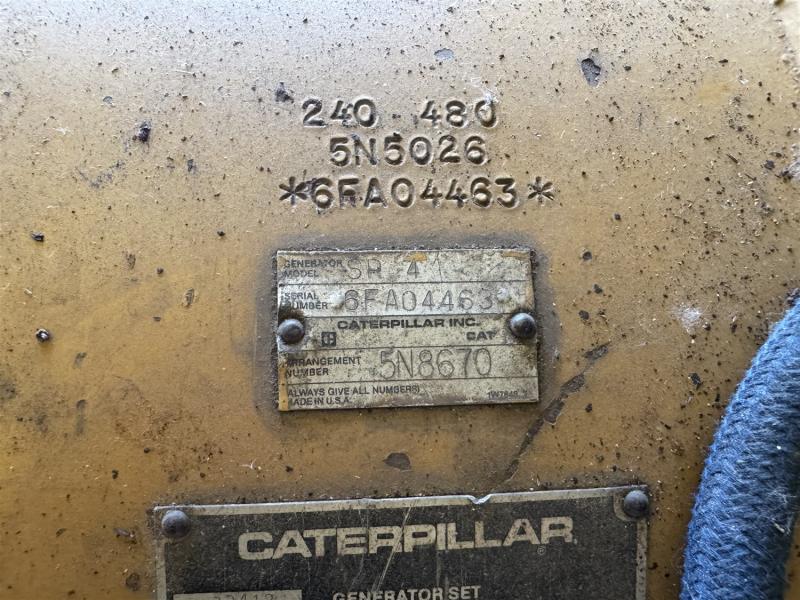 240 480
5N5026
*6FA04463*
GENERATOR MODEL SR 4
SERIAL NUMBER 6FA04463
CATERPILLAR INC.
CAT
ARRANGEMENT NUMBER 5N8670
(ALWAYS GIVE ALL NUMBERS)
MADE IN U.S.A.
CATERPILLAR
GENERATOR SET